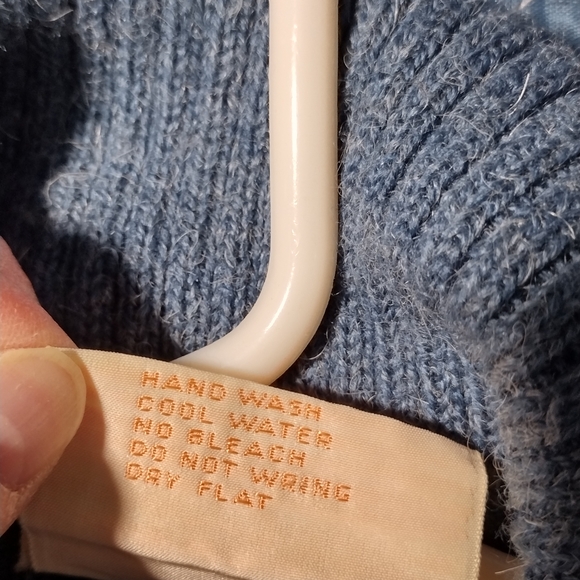 HAND WASH
COOL WATER
NO BLEACH
DO NOT WRING
DRY FLAT